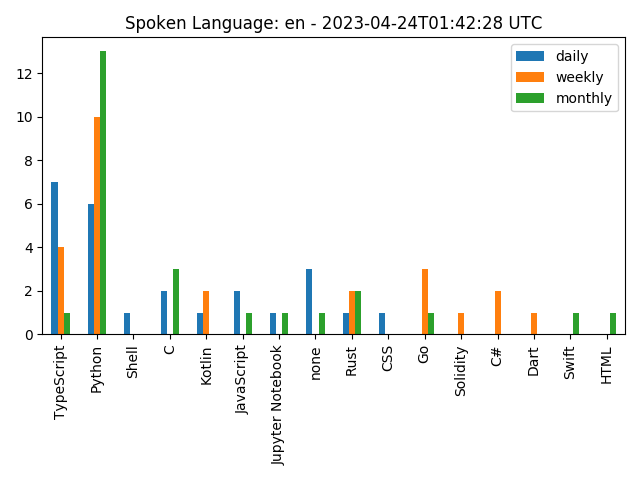 Spoken Language: en - 2023-04-24T01:42:28 UTC
daily
weekly
monthly
12
10
8
6
4
2
0
TypeScript
Python
Shell
C
Kotlin
JavaScript
Jupyter Notebook
none
Rust
CSS
Go
Solidity
C#
Dart
Swift
HTML